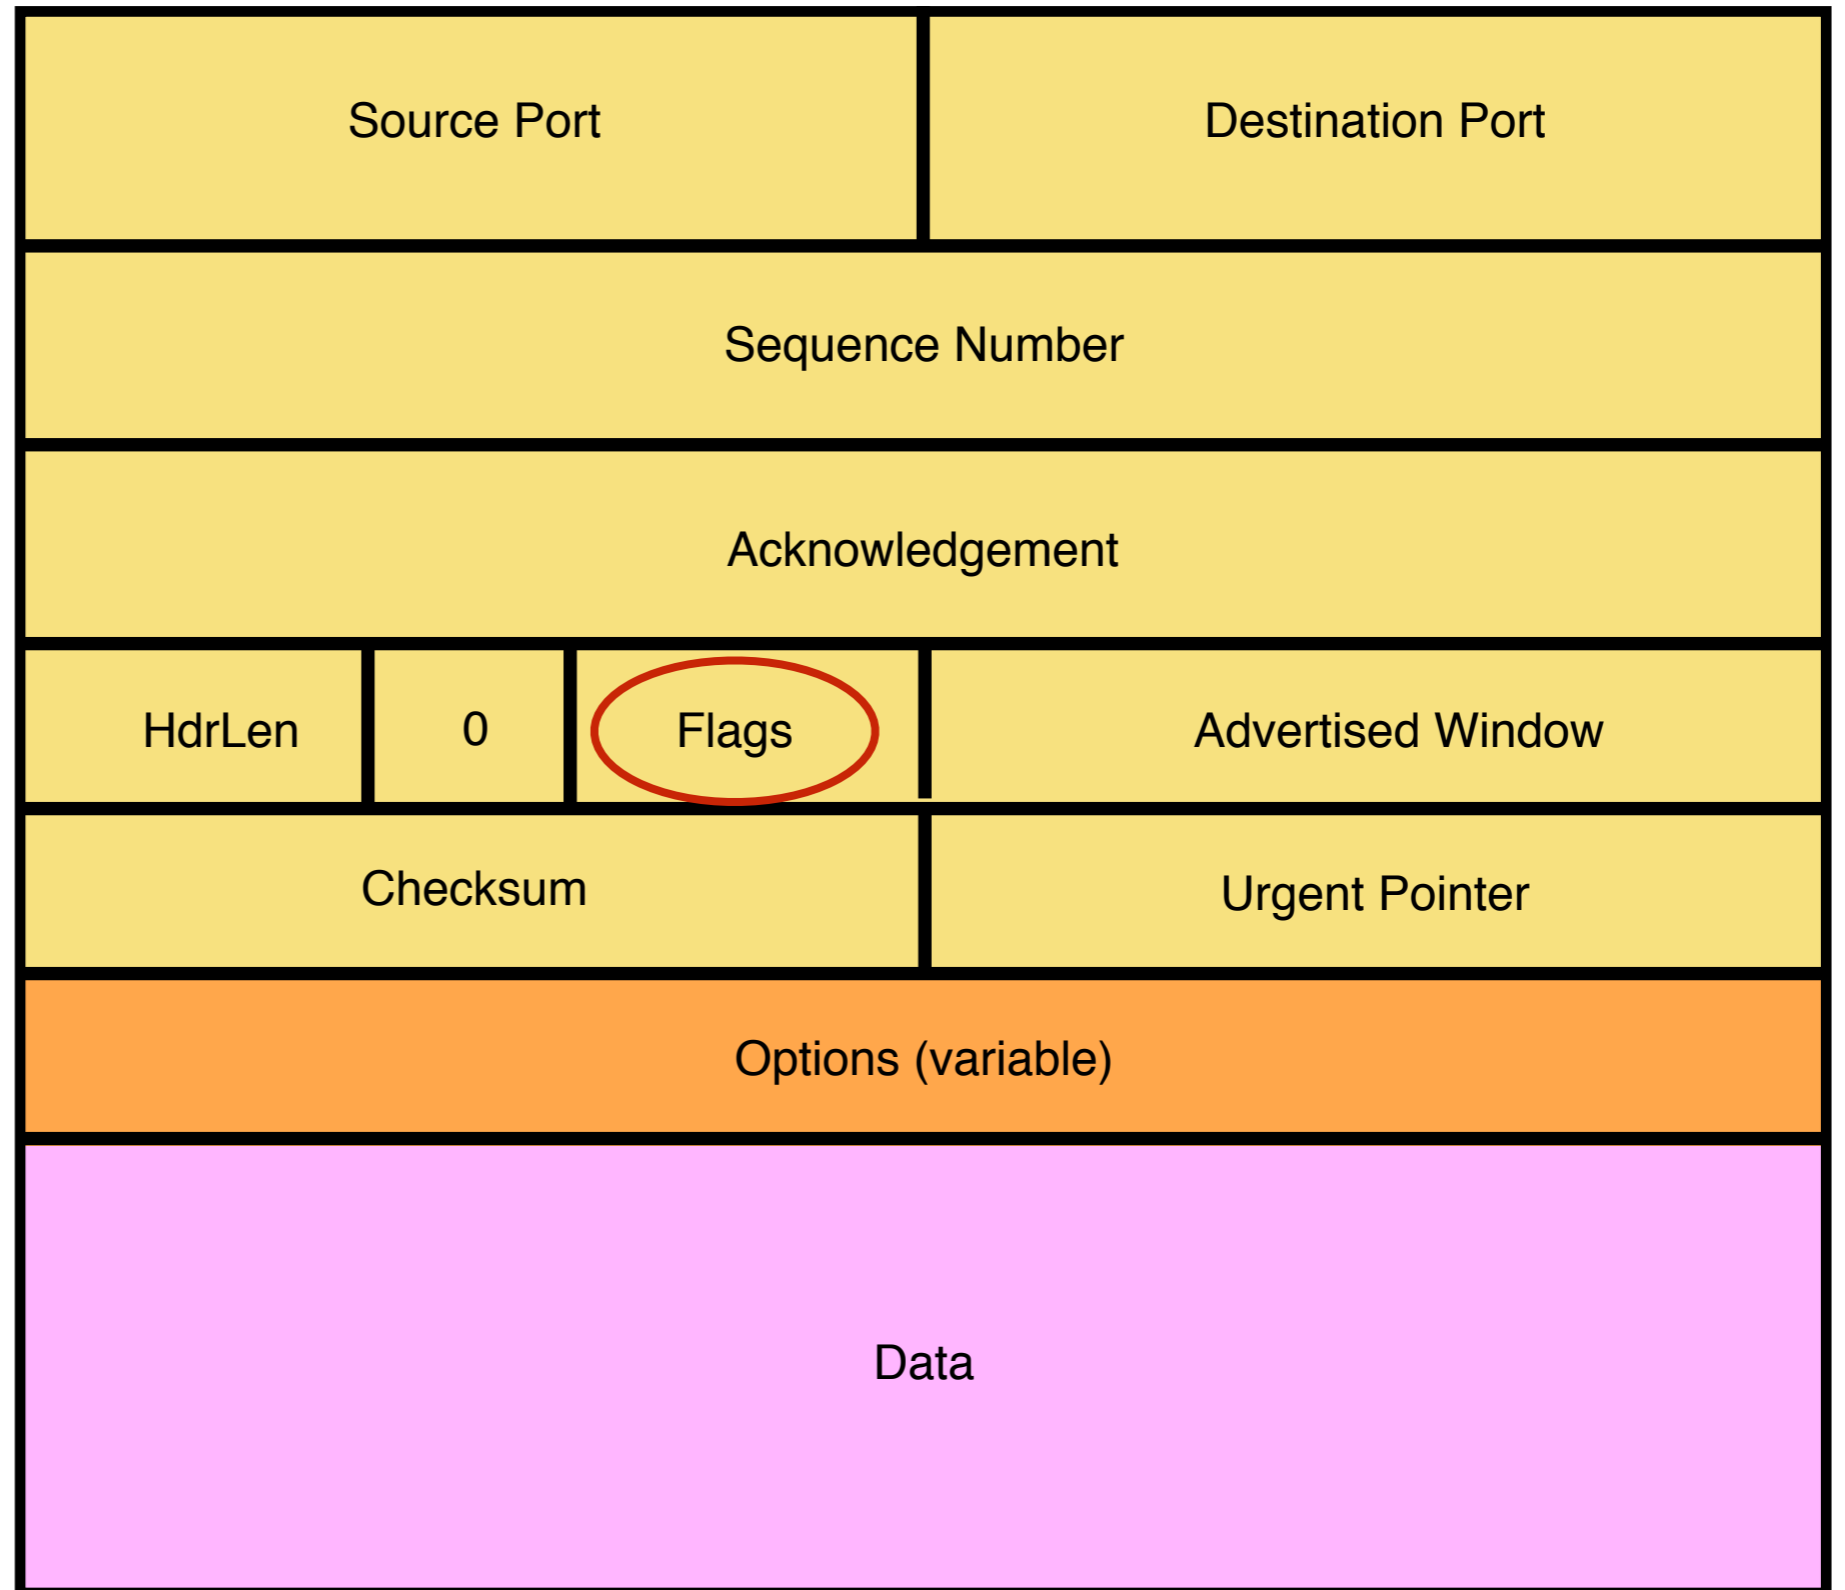 Source Port
Destination Port
Sequence Number
Acknowledgement
HdrLen
0
Flags
Advertised Window
Checksum
Urgent Pointer
Options (variable)
Data